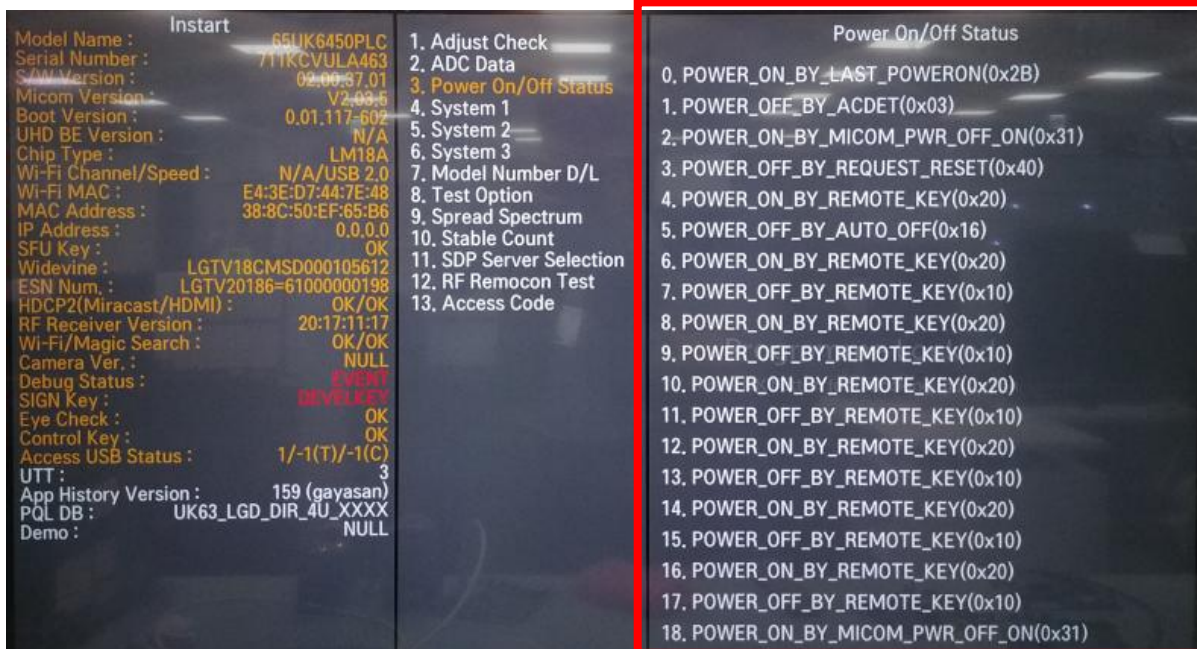 Instart
Model Name : 65UK6450PLC
Serial Number : 711KCVULA463
S/W Version : 02.00.37.01
Micom Version : V2.03.5
Boot Version : 0.01.117-602
UHD BE Version : N/A
Chip Type : LM18A
Wi-Fi Channel/Speed : N/A/USB 2.0
Wi-Fi MAC : E4:3E:D7:44:7E:48
MAC Address : 38:8C:50:EF:65:B6
IP Address : 0.0.0.0
SFU Key : OK
Widevine : LGTV18CMSD000105612
ESN Num. : LGTV20186=61000000198
HDCP2(Miracast/HDMI) : OK/OK
RF Receiver Version : 20:17:11:17
Wi-Fi/Magic Search : OK/OK
Camera Ver. : NULL
Debug Status : EVENT
SIGN Key : DEVELKEY
Eye Check : OK
Control Key : OK
Access USB Status : 1/-1(T)/-1(C)
UTT : 3
App History Version : 159 (gayasan)
PQL DB : UK63_LGD_DIR_4U_XXXX
Demo : NULL
1. Adjust Check
2. ADC Data
3. Power On/Off Status
4. System 1
5. System 2
6. System 3
7. Model Number D/L
8. Test Option
9. Spread Spectrum
10. Stable Count
11. SDP Server Selection
12. RF Remocon Test
13. Access Code
Power On/Off Status
0. POWER_ON_BY_LAST_POWERON(0x2B)
1. POWER_OFF_BY_ACDET(0x03)
2. POWER_ON_BY_MICOM_PWR_OFF_ON(0x31)
3. POWER_OFF_BY_REQUEST_RESET(0x40)
4. POWER_ON_BY_REMOTE_KEY(0x20)
5. POWER_OFF_BY_AUTO_OFF(0x16)
6. POWER_ON_BY_REMOTE_KEY(0x20)
7. POWER_OFF_BY_REMOTE_KEY(0x10)
8. POWER_ON_BY_REMOTE_KEY(0x20)
9. POWER_OFF_BY_REMOTE_KEY(0x10)
10. POWER_ON_BY_REMOTE_KEY(0x20)
11. POWER_OFF_BY_REMOTE_KEY(0x10)
12. POWER_ON_BY_REMOTE_KEY(0x20)
13. POWER_OFF_BY_REMOTE_KEY(0x10)
14. POWER_ON_BY_REMOTE_KEY(0x20)
15. POWER_OFF_BY_REMOTE_KEY(0x10)
16. POWER_ON_BY_REMOTE_KEY(0x20)
17. POWER_OFF_BY_REMOTE_KEY(0x10)
18. POWER_ON_BY_MICOM_PWR_OFF_ON(0x31)